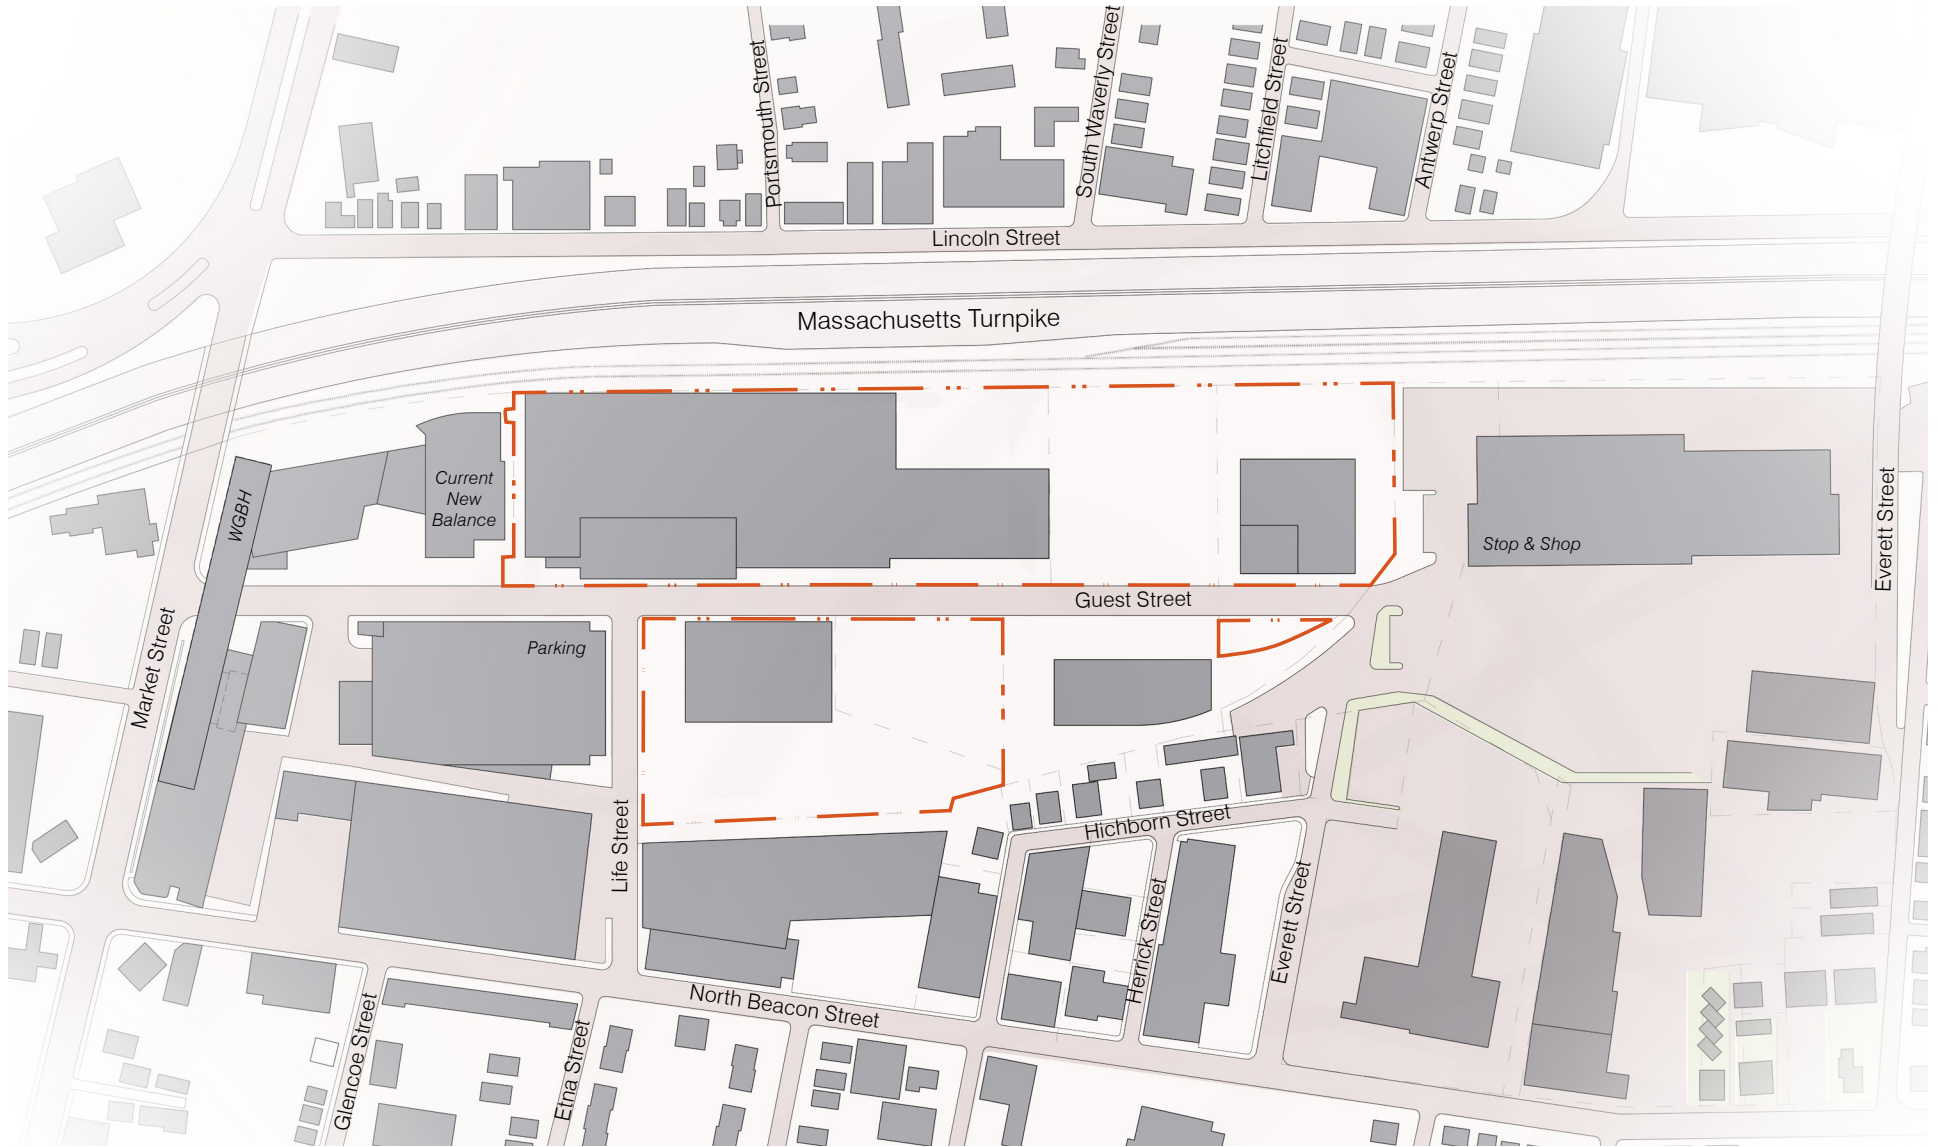 Portsmouth Street
South Waverly Street
Litchfield Street
Antwerp Street
Lincoln Street
Massachusetts Turnpike
WGBH
Current
New
Balance
Stop & Shop
Everett Street
Guest Street
Market Street
Parking
Life Street
Hichborn Street
Herrick Street
Everett Street
North Beacon Street
Glencoe Street
Etna Street